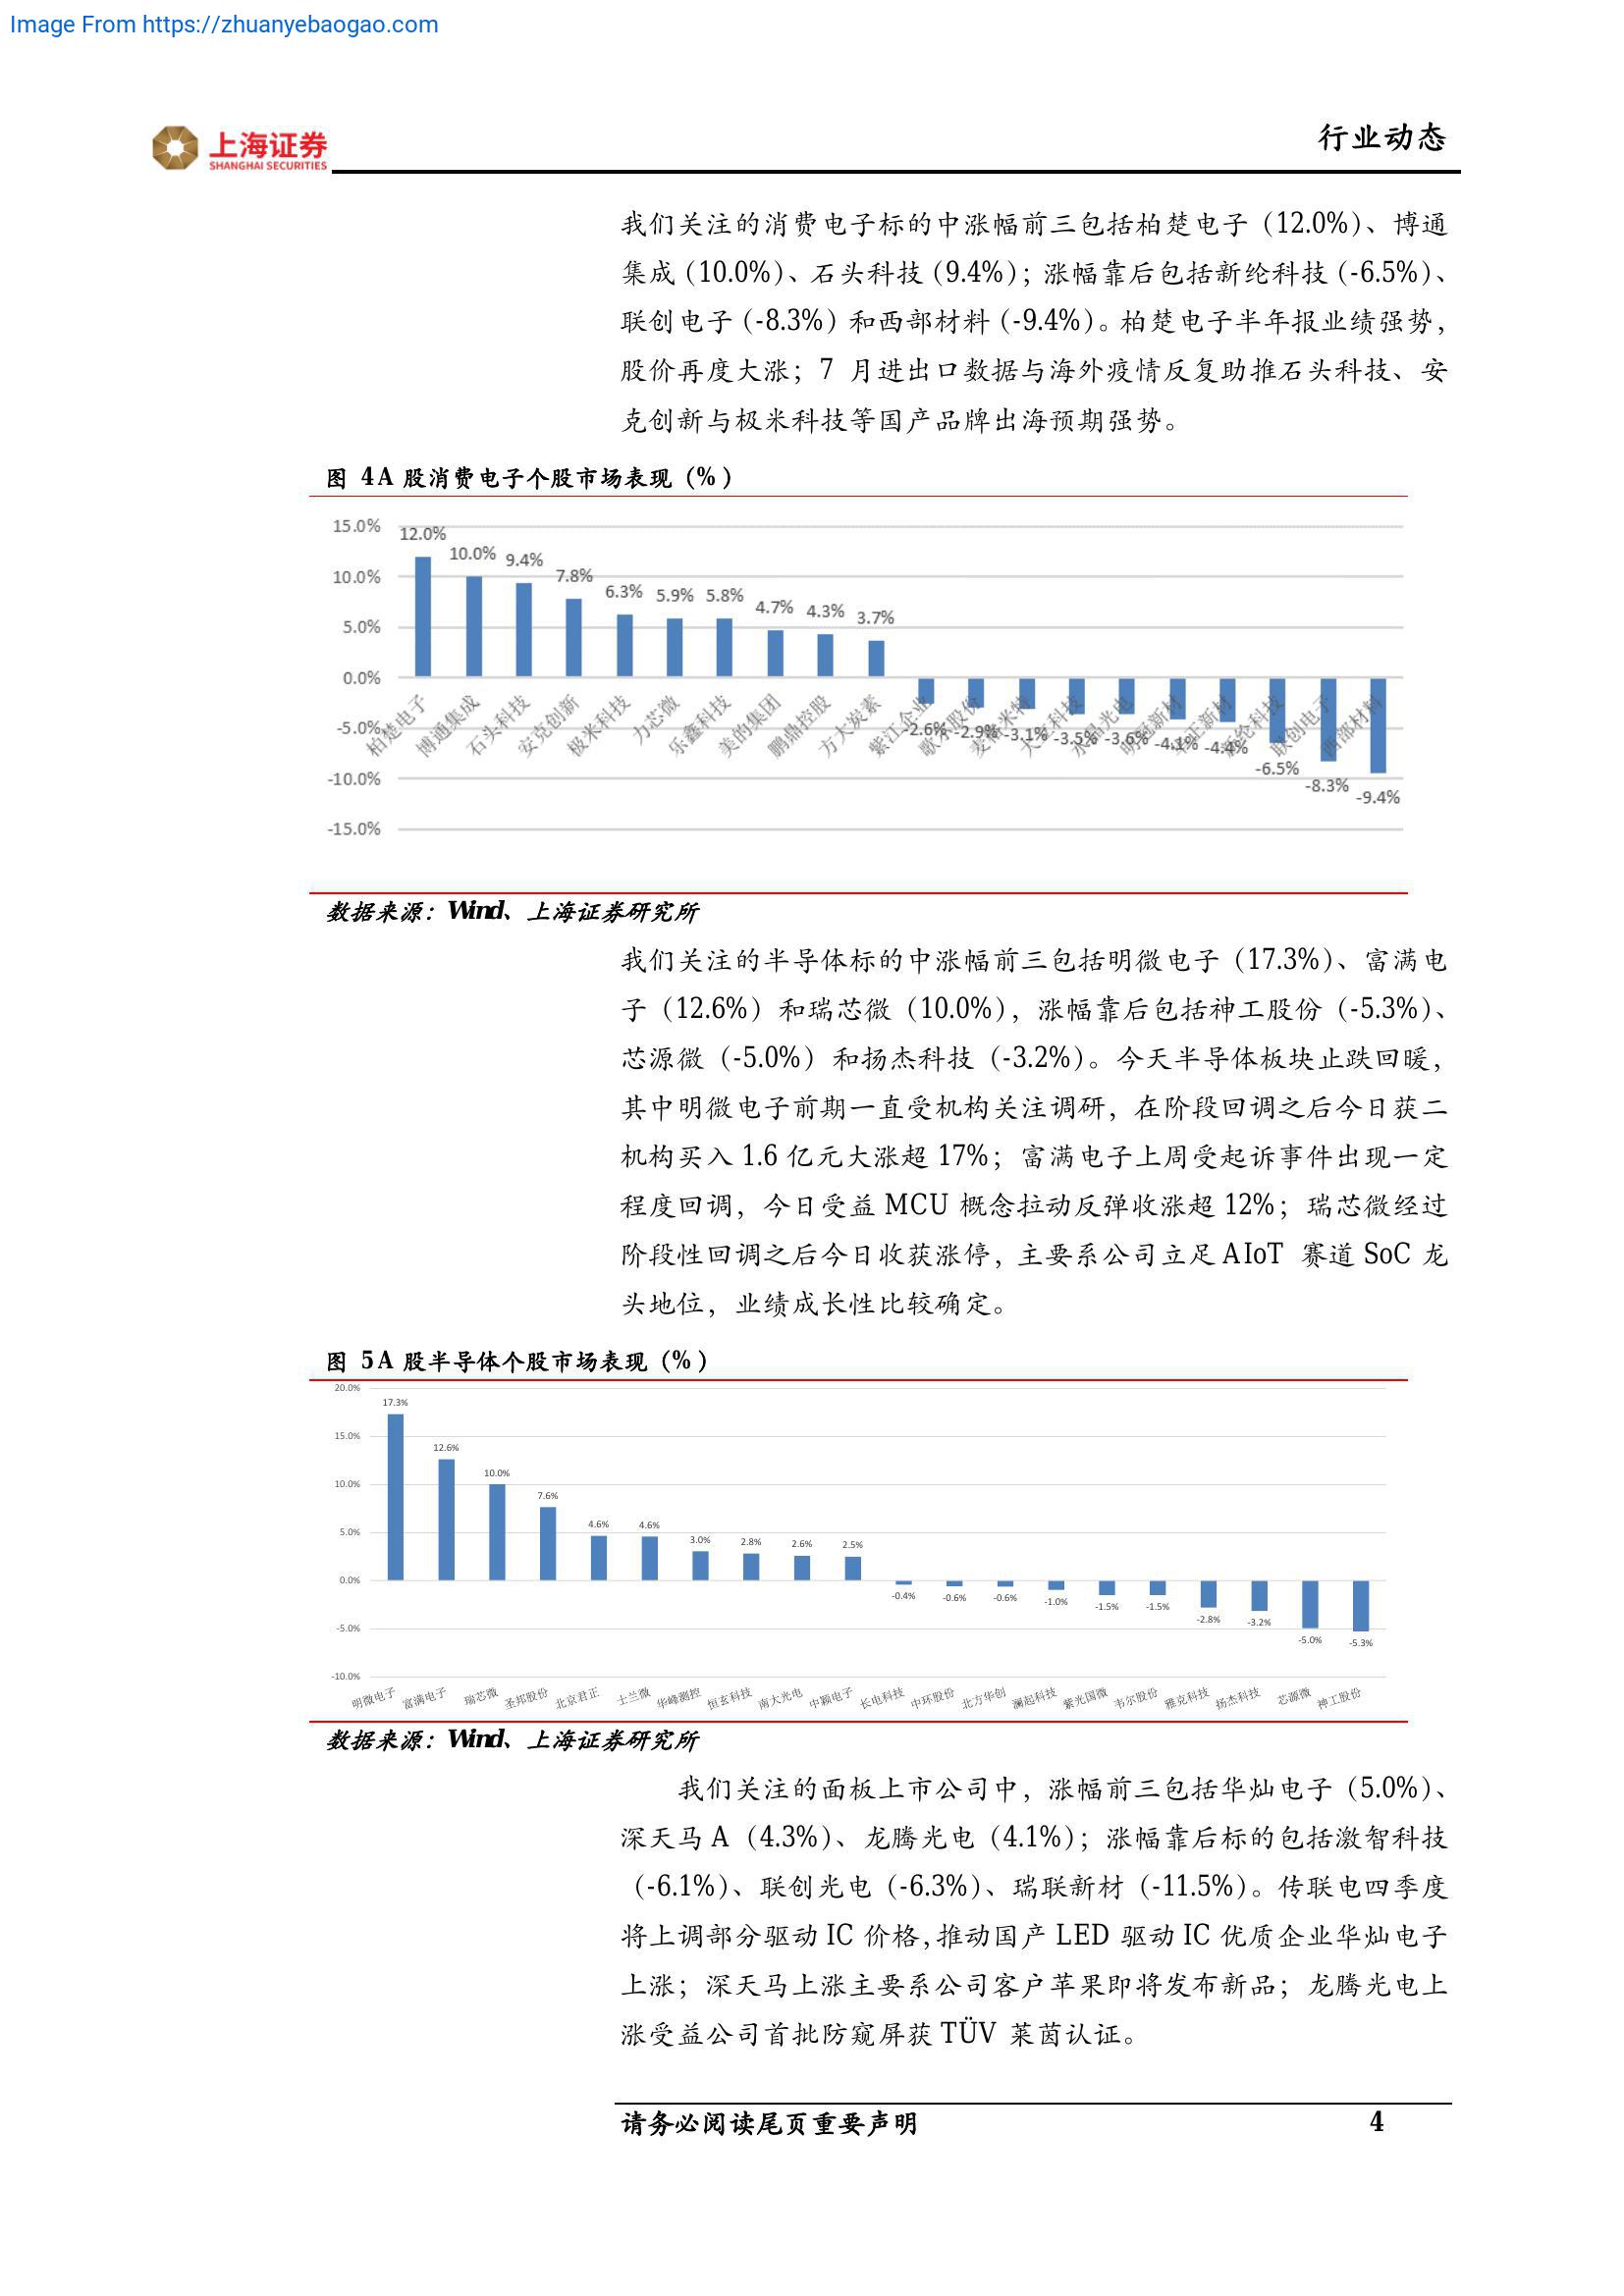 Image From https://zhuanyebaogao.com
上海证券
SHANGHAI SECURITIES
行业动态
我们关注的消费电子标的中涨幅前三包括柏楚电子（12.0%）、博通
集成（10.0%）、石头科技（9.4%）；涨幅靠后包括新纶科技（-6.5%）、
联创电子（-8.3%）和西部材料（-9.4%）。柏楚电子半年报业绩强势，
股价再度大涨；7 月进出口数据与海外疫情反复助推石头科技、安
克创新与极米科技等国产品牌出海预期强势。
图 4A 股消费电子个股市场表现（%）
15.0%
10.0%
5.0%
0.0%
-5.0%
-10.0%
-15.0%
12.0% 10.0% 9.4% 7.8% 6.3% 5.9% 5.8% 4.7% 4.3% 3.7% -2.6% -2.9% -3.1% -3.5% -3.6% -4.1% -4.4% -6.5% -8.3% -9.4%
柏楚电子 博通集成 石头科技 安克创新 极米科技 力芯微 乐鑫科技 美的集团 鹏鼎控股 方大炭素 紫江企业 歌尔股份 水晶光电 新纶科技 联创电子 西部材料
数据来源：Wind、上海证券研究所
我们关注的半导体标的中涨幅前三包括明微电子（17.3%）、富满电
子（12.6%）和瑞芯微（10.0%），涨幅靠后包括神工股份（-5.3%）、
芯源微（-5.0%）和扬杰科技（-3.2%）。今天半导体板块止跌回暖，
其中明微电子前期一直受机构关注调研，在阶段回调之后今日获二
机构买入 1.6 亿元大涨超 17%；富满电子上周受起诉事件出现一定
程度回调，今日受益 MCU 概念拉动反弹收涨超 12%；瑞芯微经过
阶段性回调之后今日收获涨停，主要系公司立足 AIoT 赛道 SoC 龙
头地位，业绩成长性比较确定。
图 5A 股半导体个股市场表现（%）
20.0%
15.0%
10.0%
5.0%
0.0%
-5.0%
-10.0%
17.3% 12.6% 10.0% 7.6% 4.6% 4.6% 3.0% 2.8% 2.6% 2.5% -0.4% -0.6% -0.6% -1.0% -1.5% -1.5% -2.8% -3.2% -5.0% -5.3%
明微电子 富满电子 瑞芯微 圣邦股份 北京君正 士兰微 华峰测控 恒玄科技 南大光电 中颖电子 长电科技 中环股份 北方华创 澜起科技 紫光国微 韦尔股份 雅克科技 扬杰科技 芯源微 神工股份
数据来源：Wind、上海证券研究所
我们关注的面板上市公司中，涨幅前三包括华灿电子（5.0%）、
深天马 A（4.3%）、龙腾光电（4.1%）；涨幅靠后标的包括激智科技
（-6.1%）、联创光电（-6.3%）、瑞联新材（-11.5%）。传联电四季度
将上调部分驱动 IC 价格，推动国产 LED 驱动 IC 优质企业华灿电子
上涨；深天马上涨主要系公司客户苹果即将发布新品；龙腾光电上
涨受益公司首批防窥屏获 TÜV 莱茵认证。
请务必阅读尾页重要声明
4